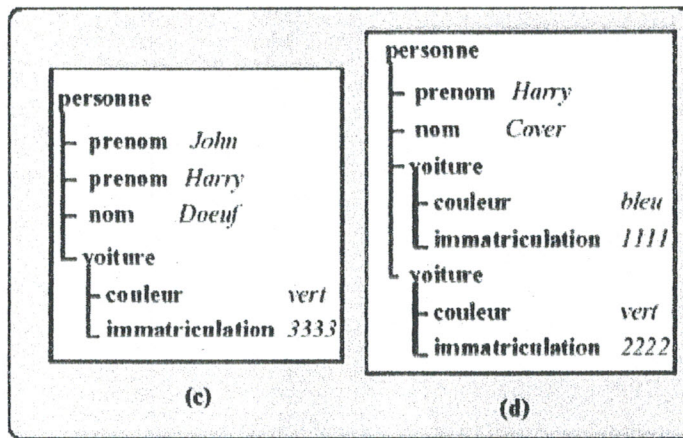 personne
prenom John
prenom Harry
nom Doeuf
voiture
couleur vert
immatriculation 3333
(c)
personne
prenom Harry
nom Cover
voiture
couleur bleu
immatriculation 1111
voiture
couleur vert
immatriculation 2222
(d)